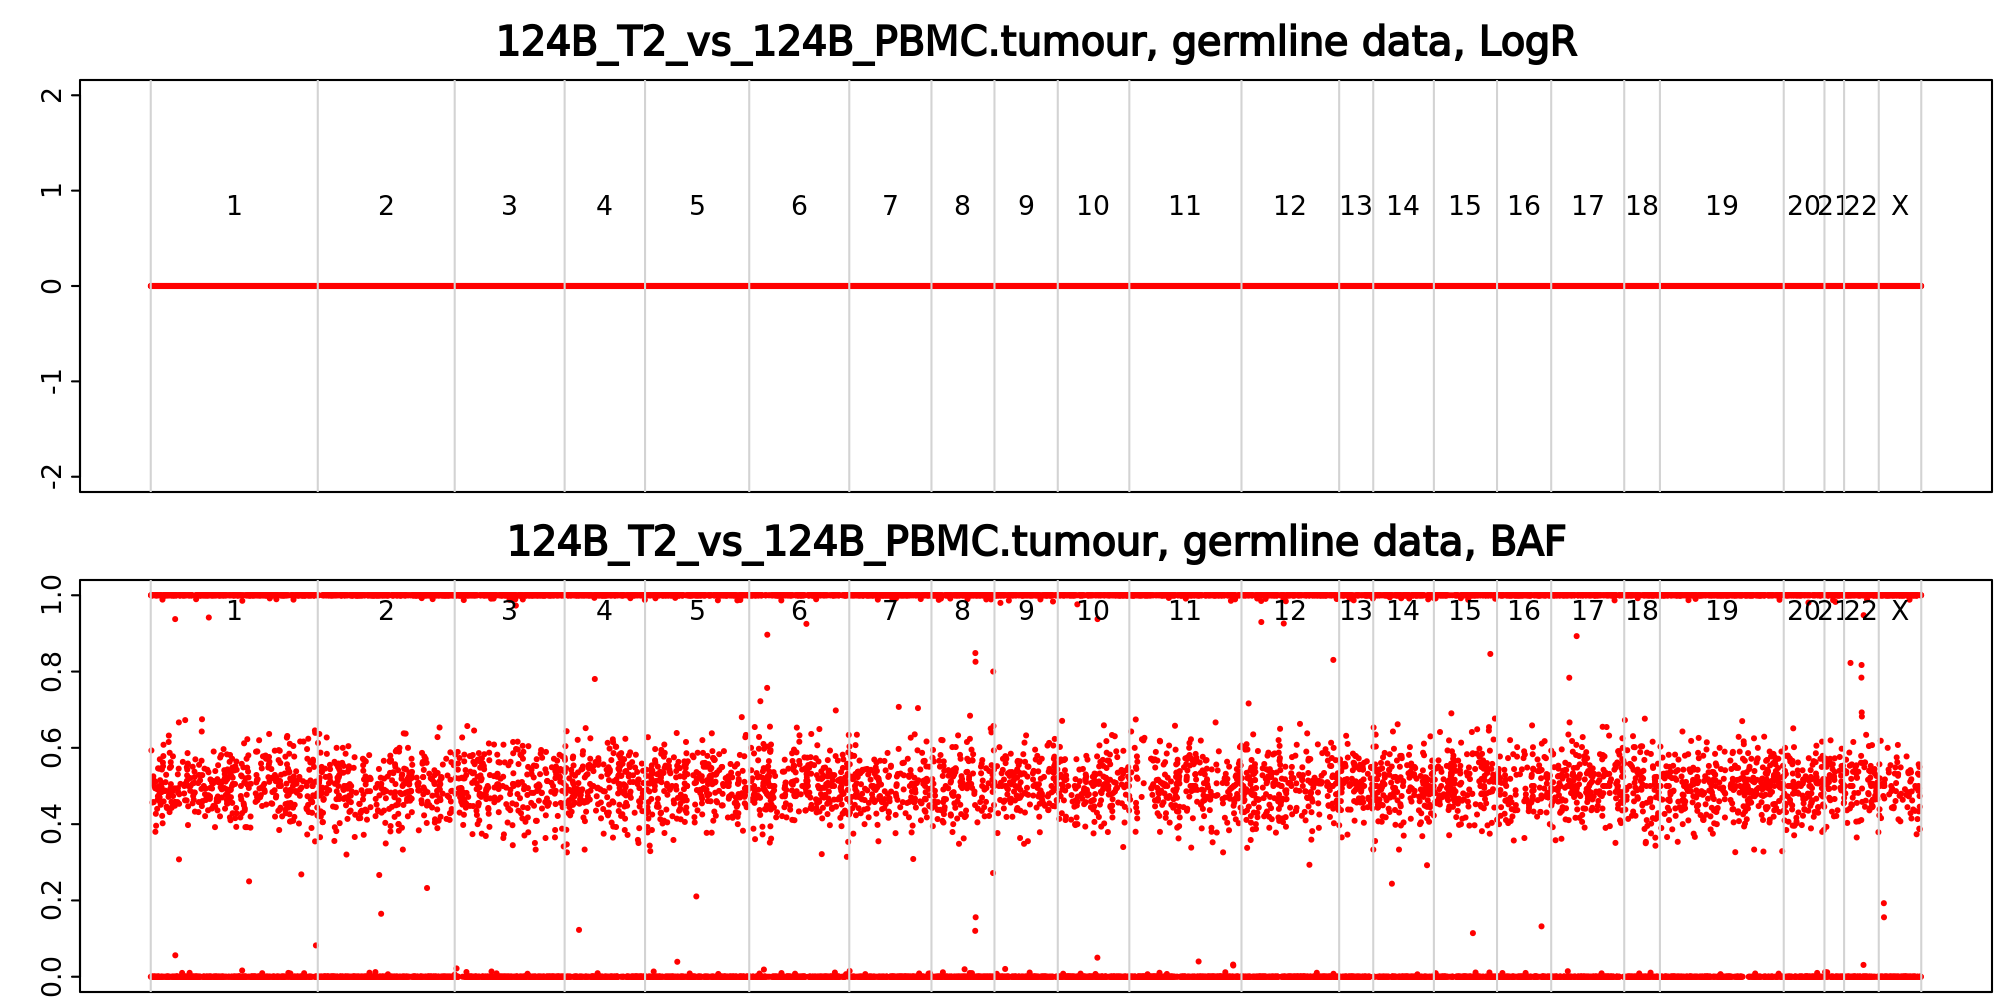 124B_T2_vs_124B_PBMC.tumour, germline data, LogR
2
1
0
-1
-2
1 2 3 4 5 6 7 8 9 10 11 12 13 14 15 16 17 18 19 20 21 22 X
124B_T2_vs_124B_PBMC.tumour, germline data, BAF
1.0
0.8
0.6
0.4
0.2
0.0
1 2 3 4 5 6 7 8 9 10 11 12 13 14 15 16 17 18 19 20 21 22 X